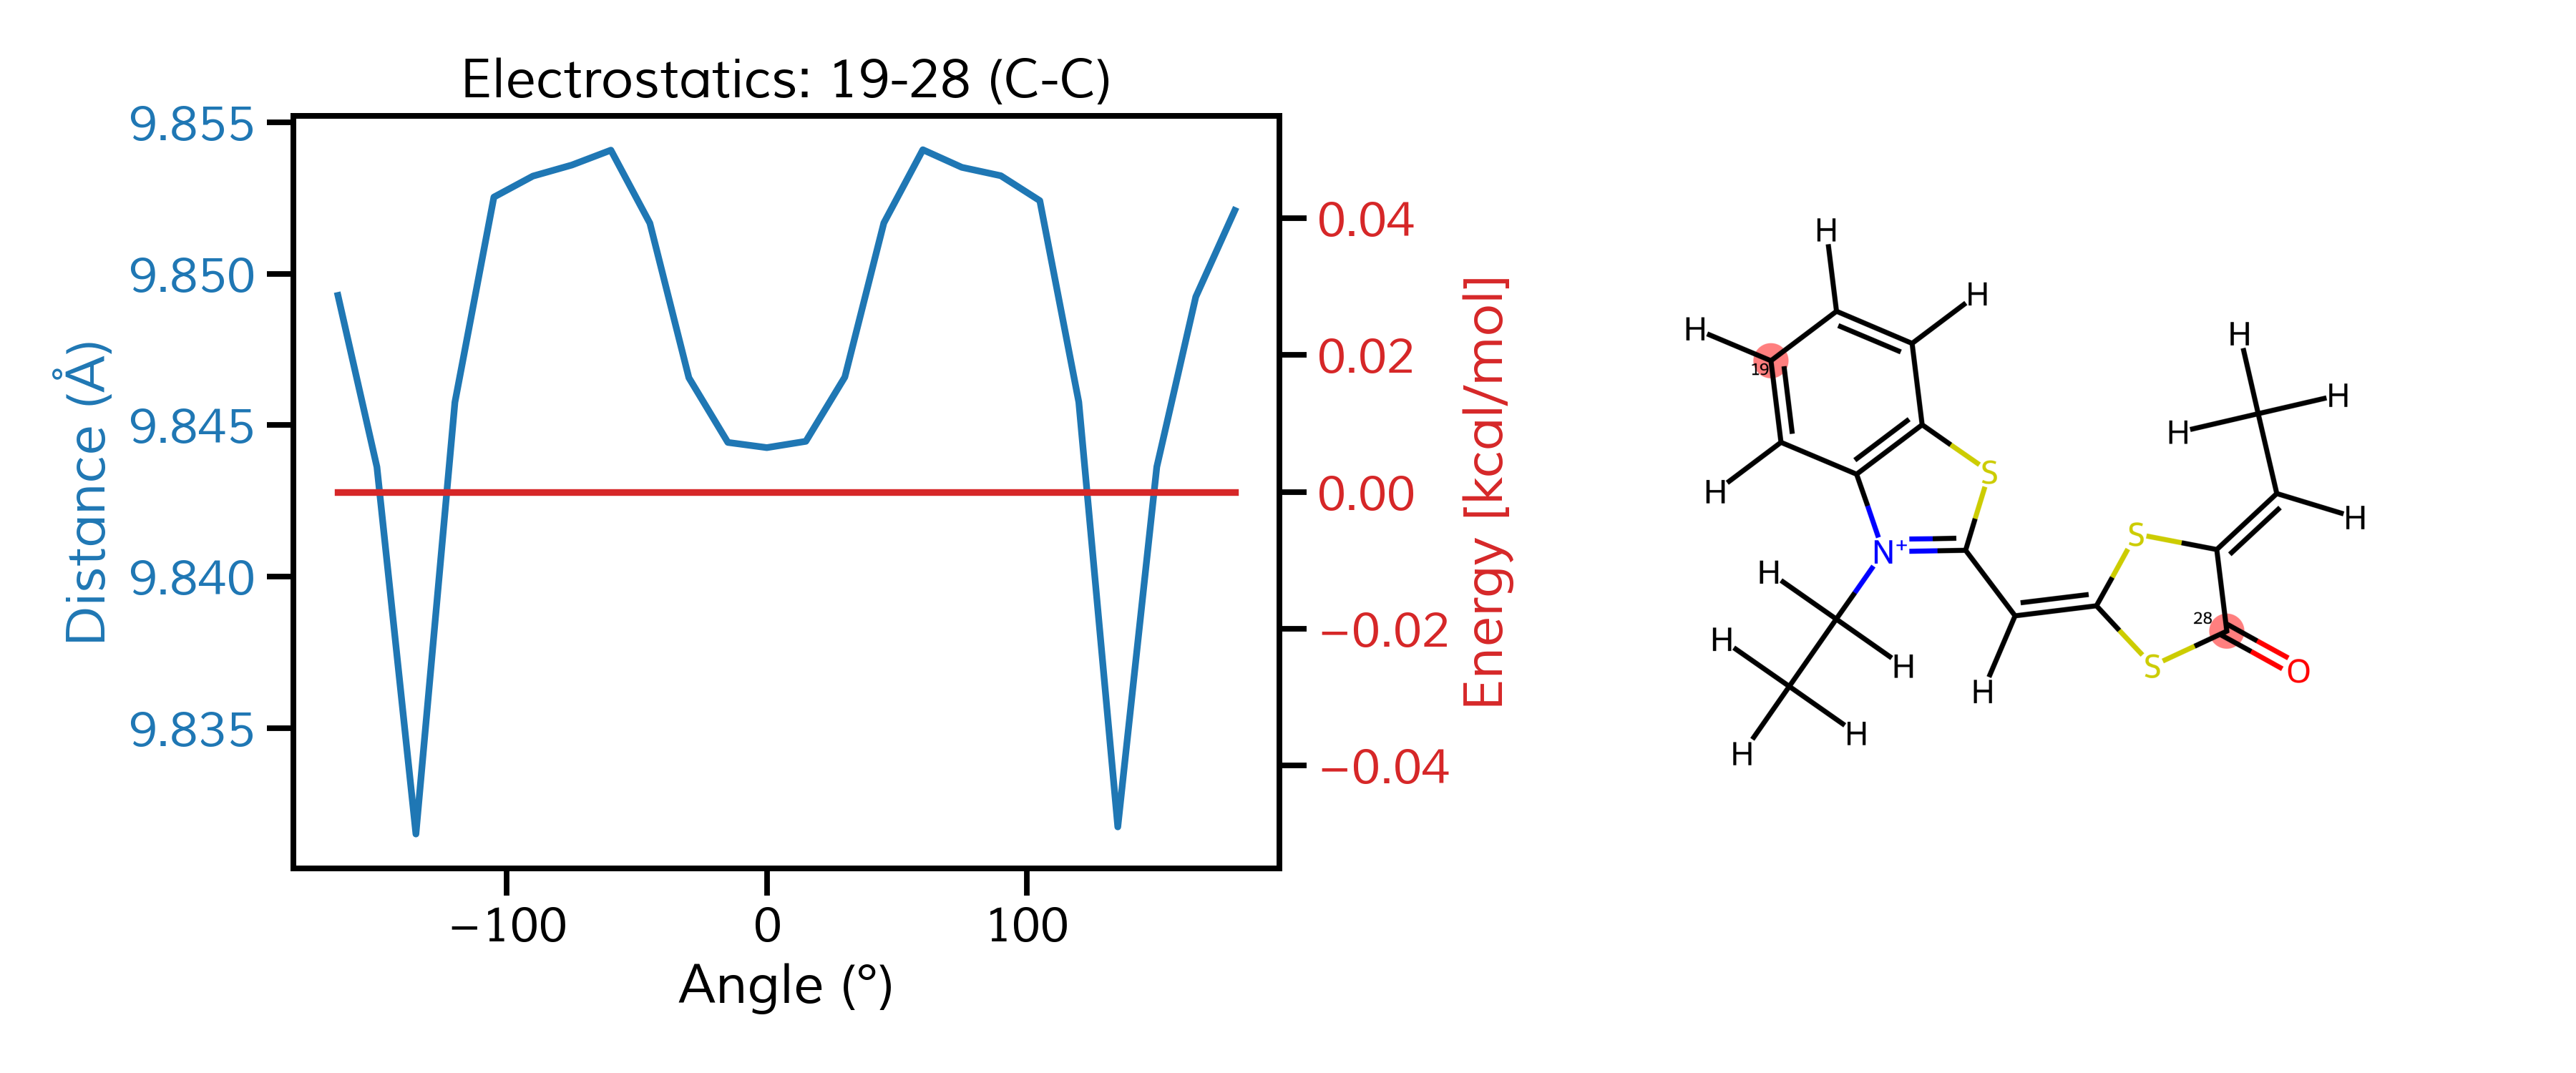 Electrostatics: 19-28 (C-C)
Distance (Å)
9.855
9.850
9.845
9.840
9.835
Energy [kcal/mol]
0.04
0.02
0.00
−0.02
−0.04
−100
0
100
Angle (°)
H
H
H
19
H
S
N+
H
H
H
H
H
H
S
S
28
O
H
H
H
H